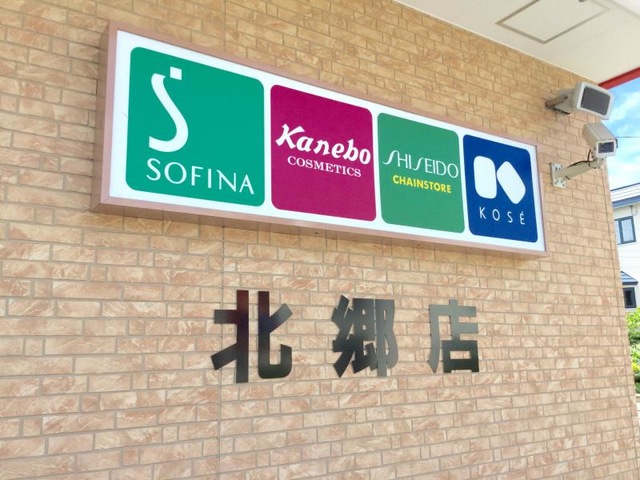 SOFINA
Kanebo
COSMETICS
SHISEIDO
CHAINSTORE
KOSÉ
北郷店